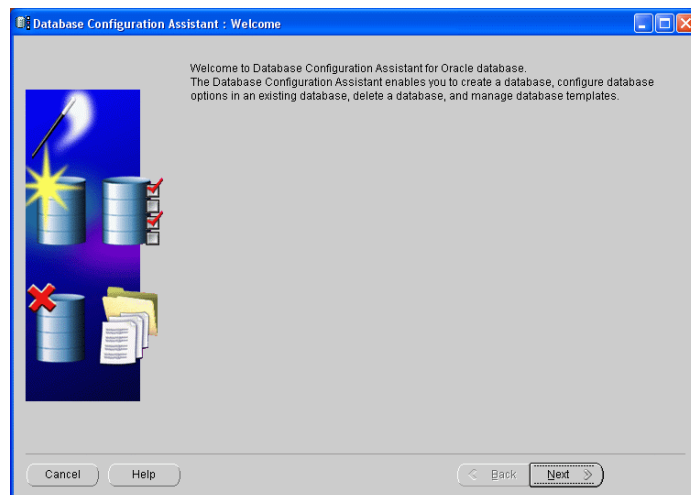 Database Configuration Assistant : Welcome
Welcome to Database Configuration Assistant for Oracle database.
The Database Configuration Assistant enables you to create a database, configure database
options in an existing database, delete a database, and manage database templates.
Cancel
Help
Back
Next